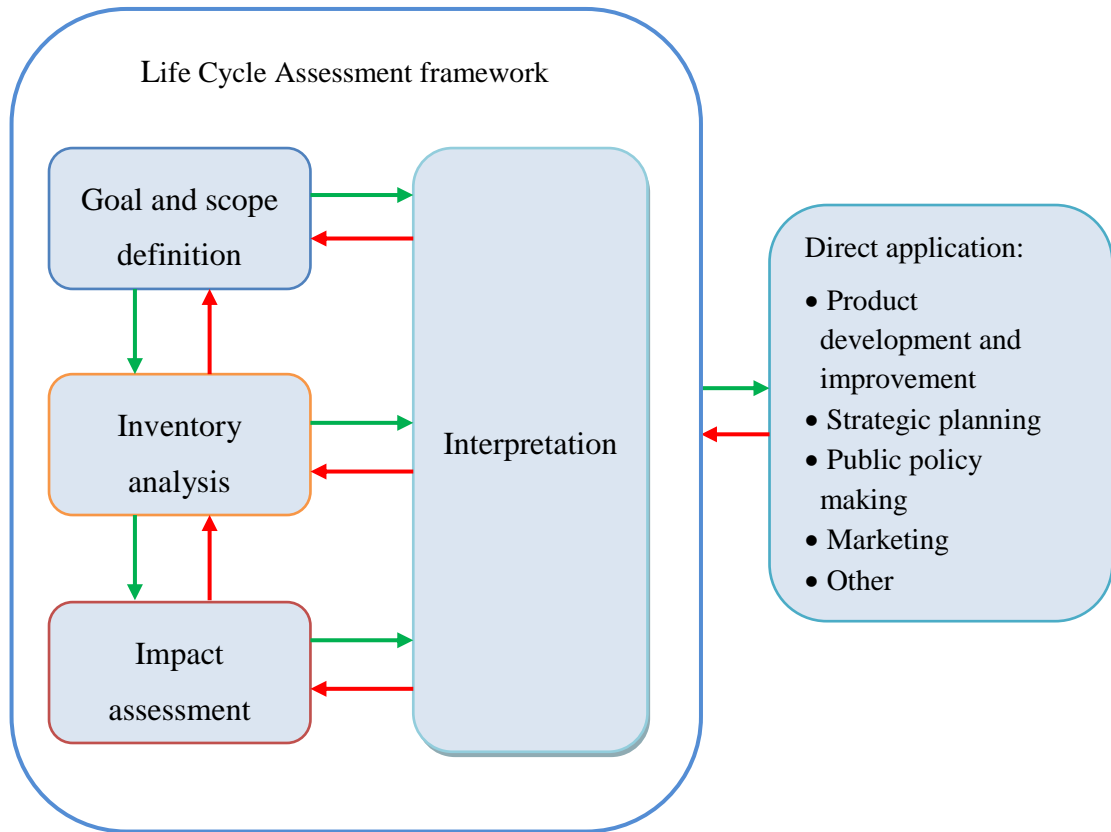 Life Cycle Assessment framework
Goal and scope
definition
Inventory
analysis
Impact
assessment
Interpretation
Direct application:
• Product
development and
improvement
• Strategic planning
• Public policy
making
• Marketing
• Other